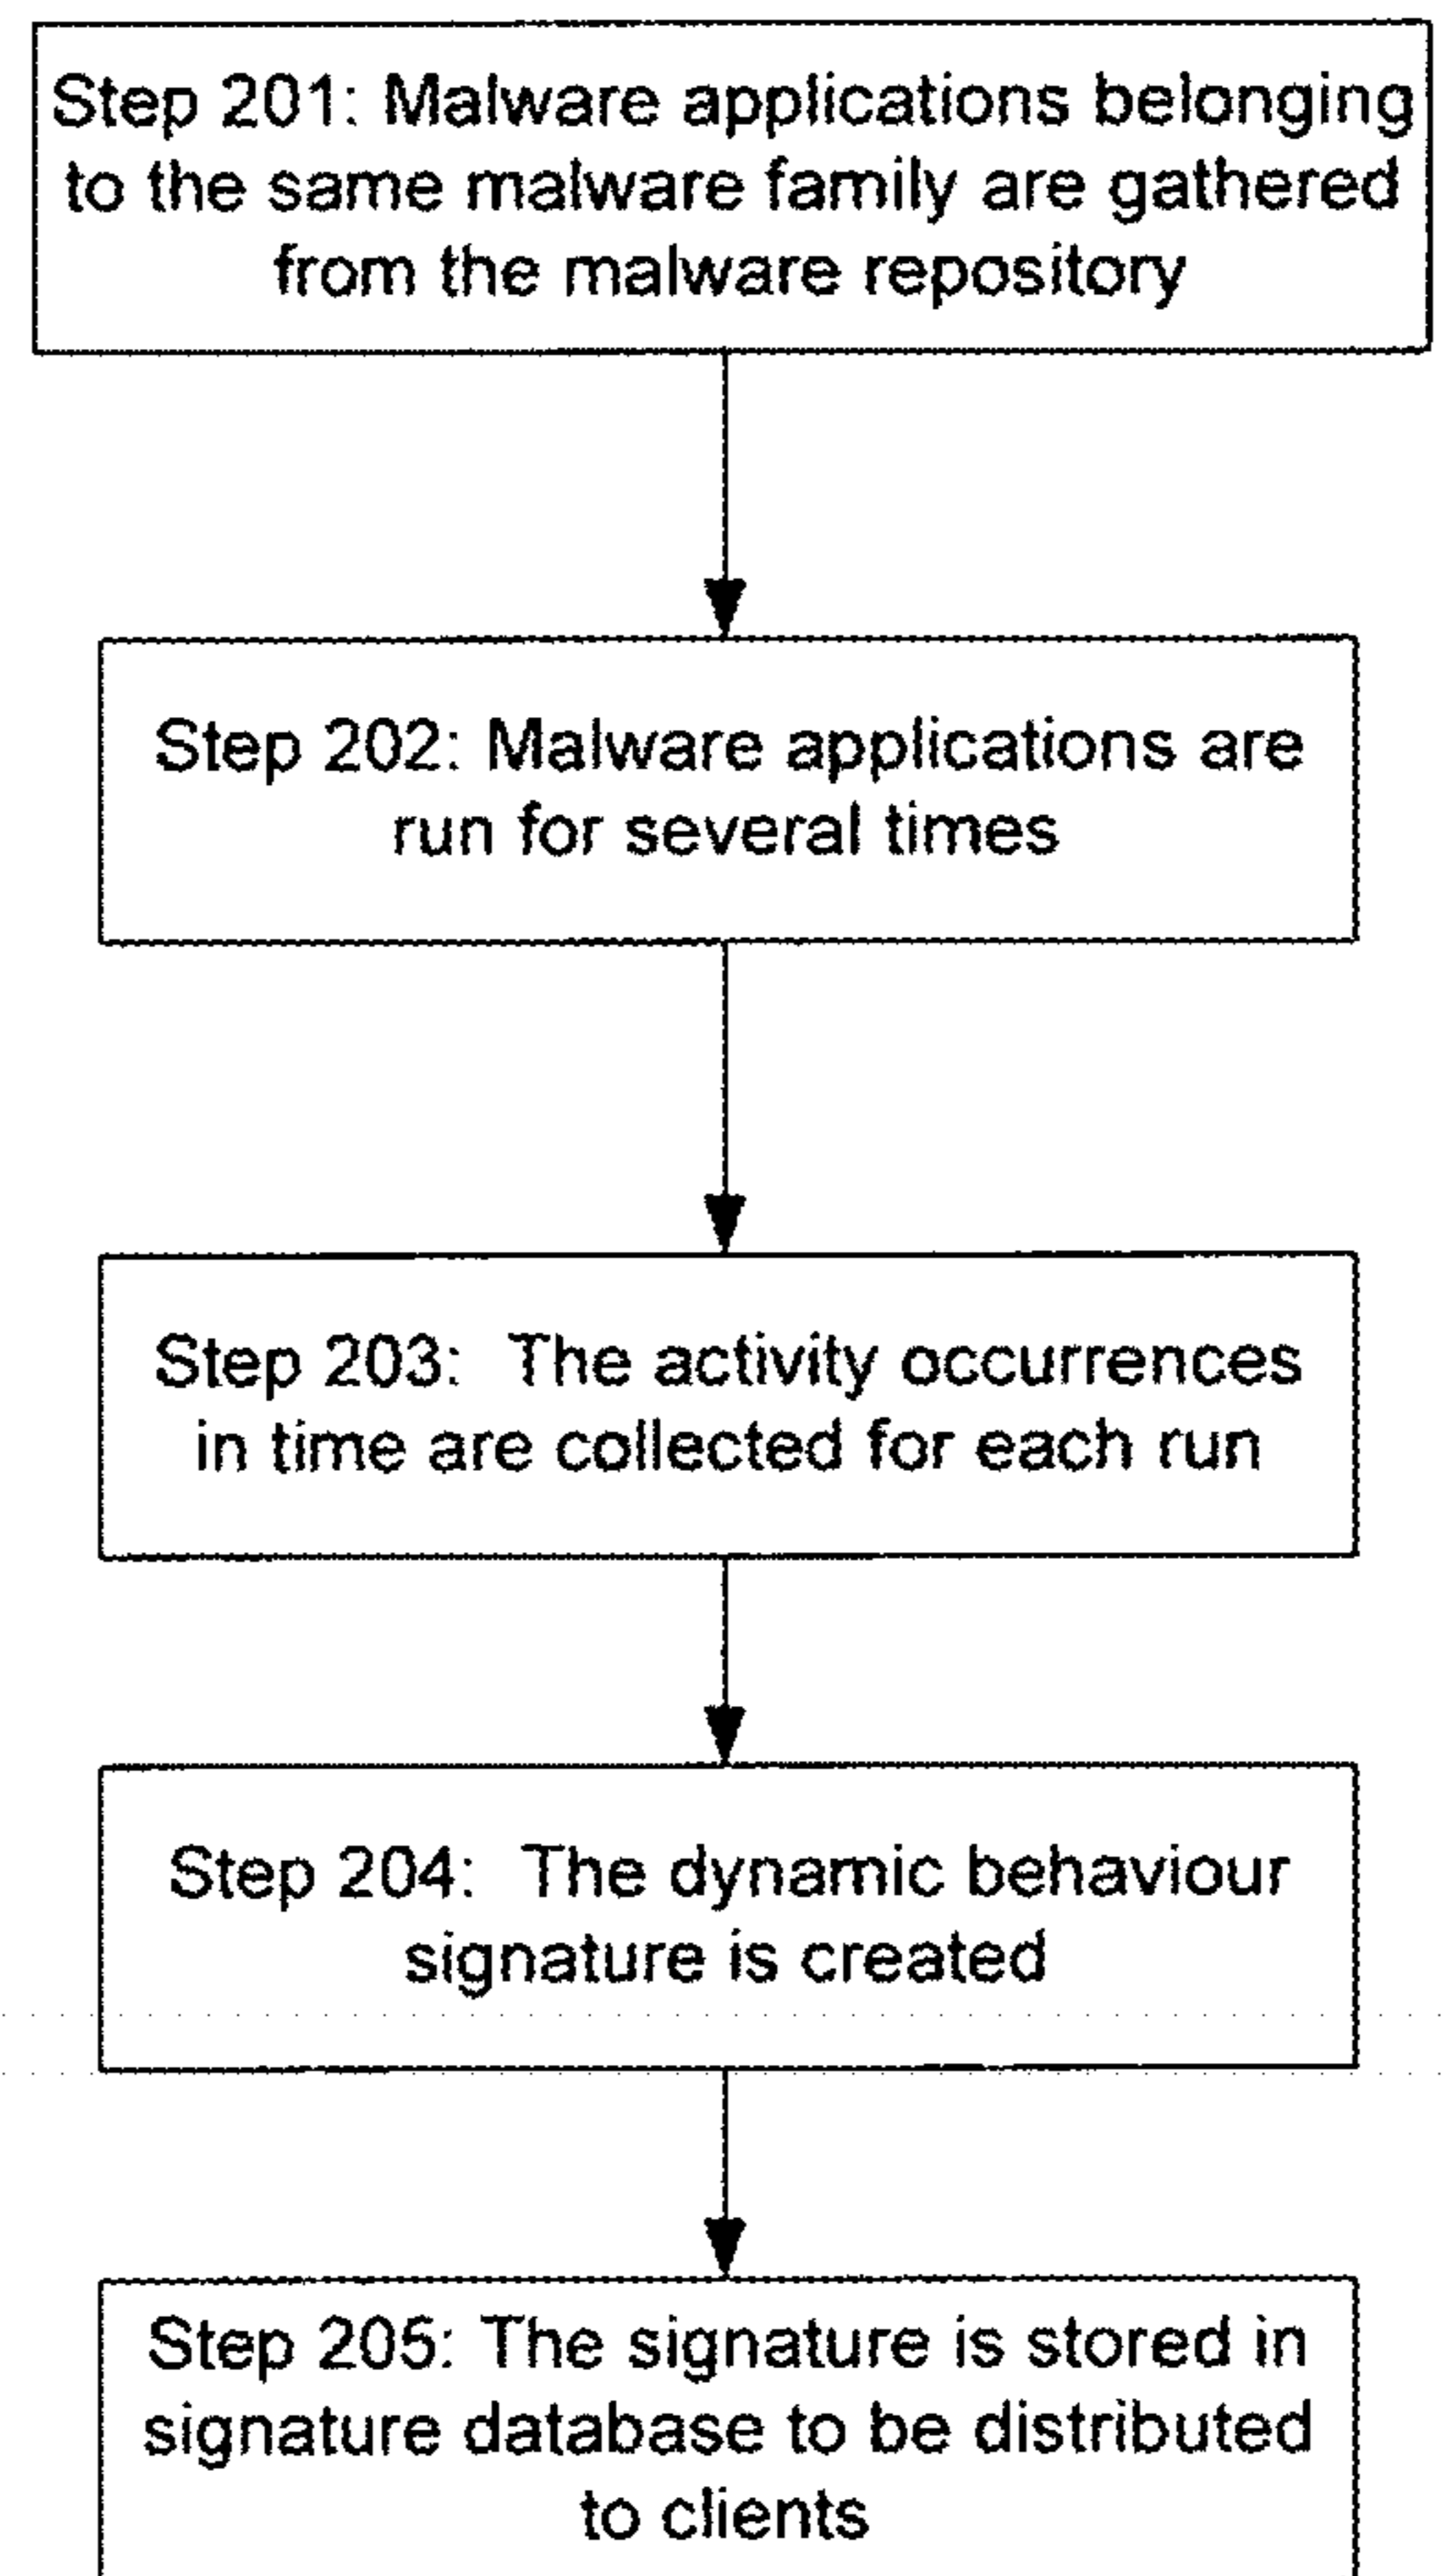 Step 201: Malware applications belonging
to the same malware family are gathered
from the malware repository
Step 202: Malware applications are
run for several times
Step 203: The activity occurrences
in time are collected for each run
Step 204: The dynamic behaviour
signature is created
Step 205: The signature is stored in
signature database to be distributed
to clients